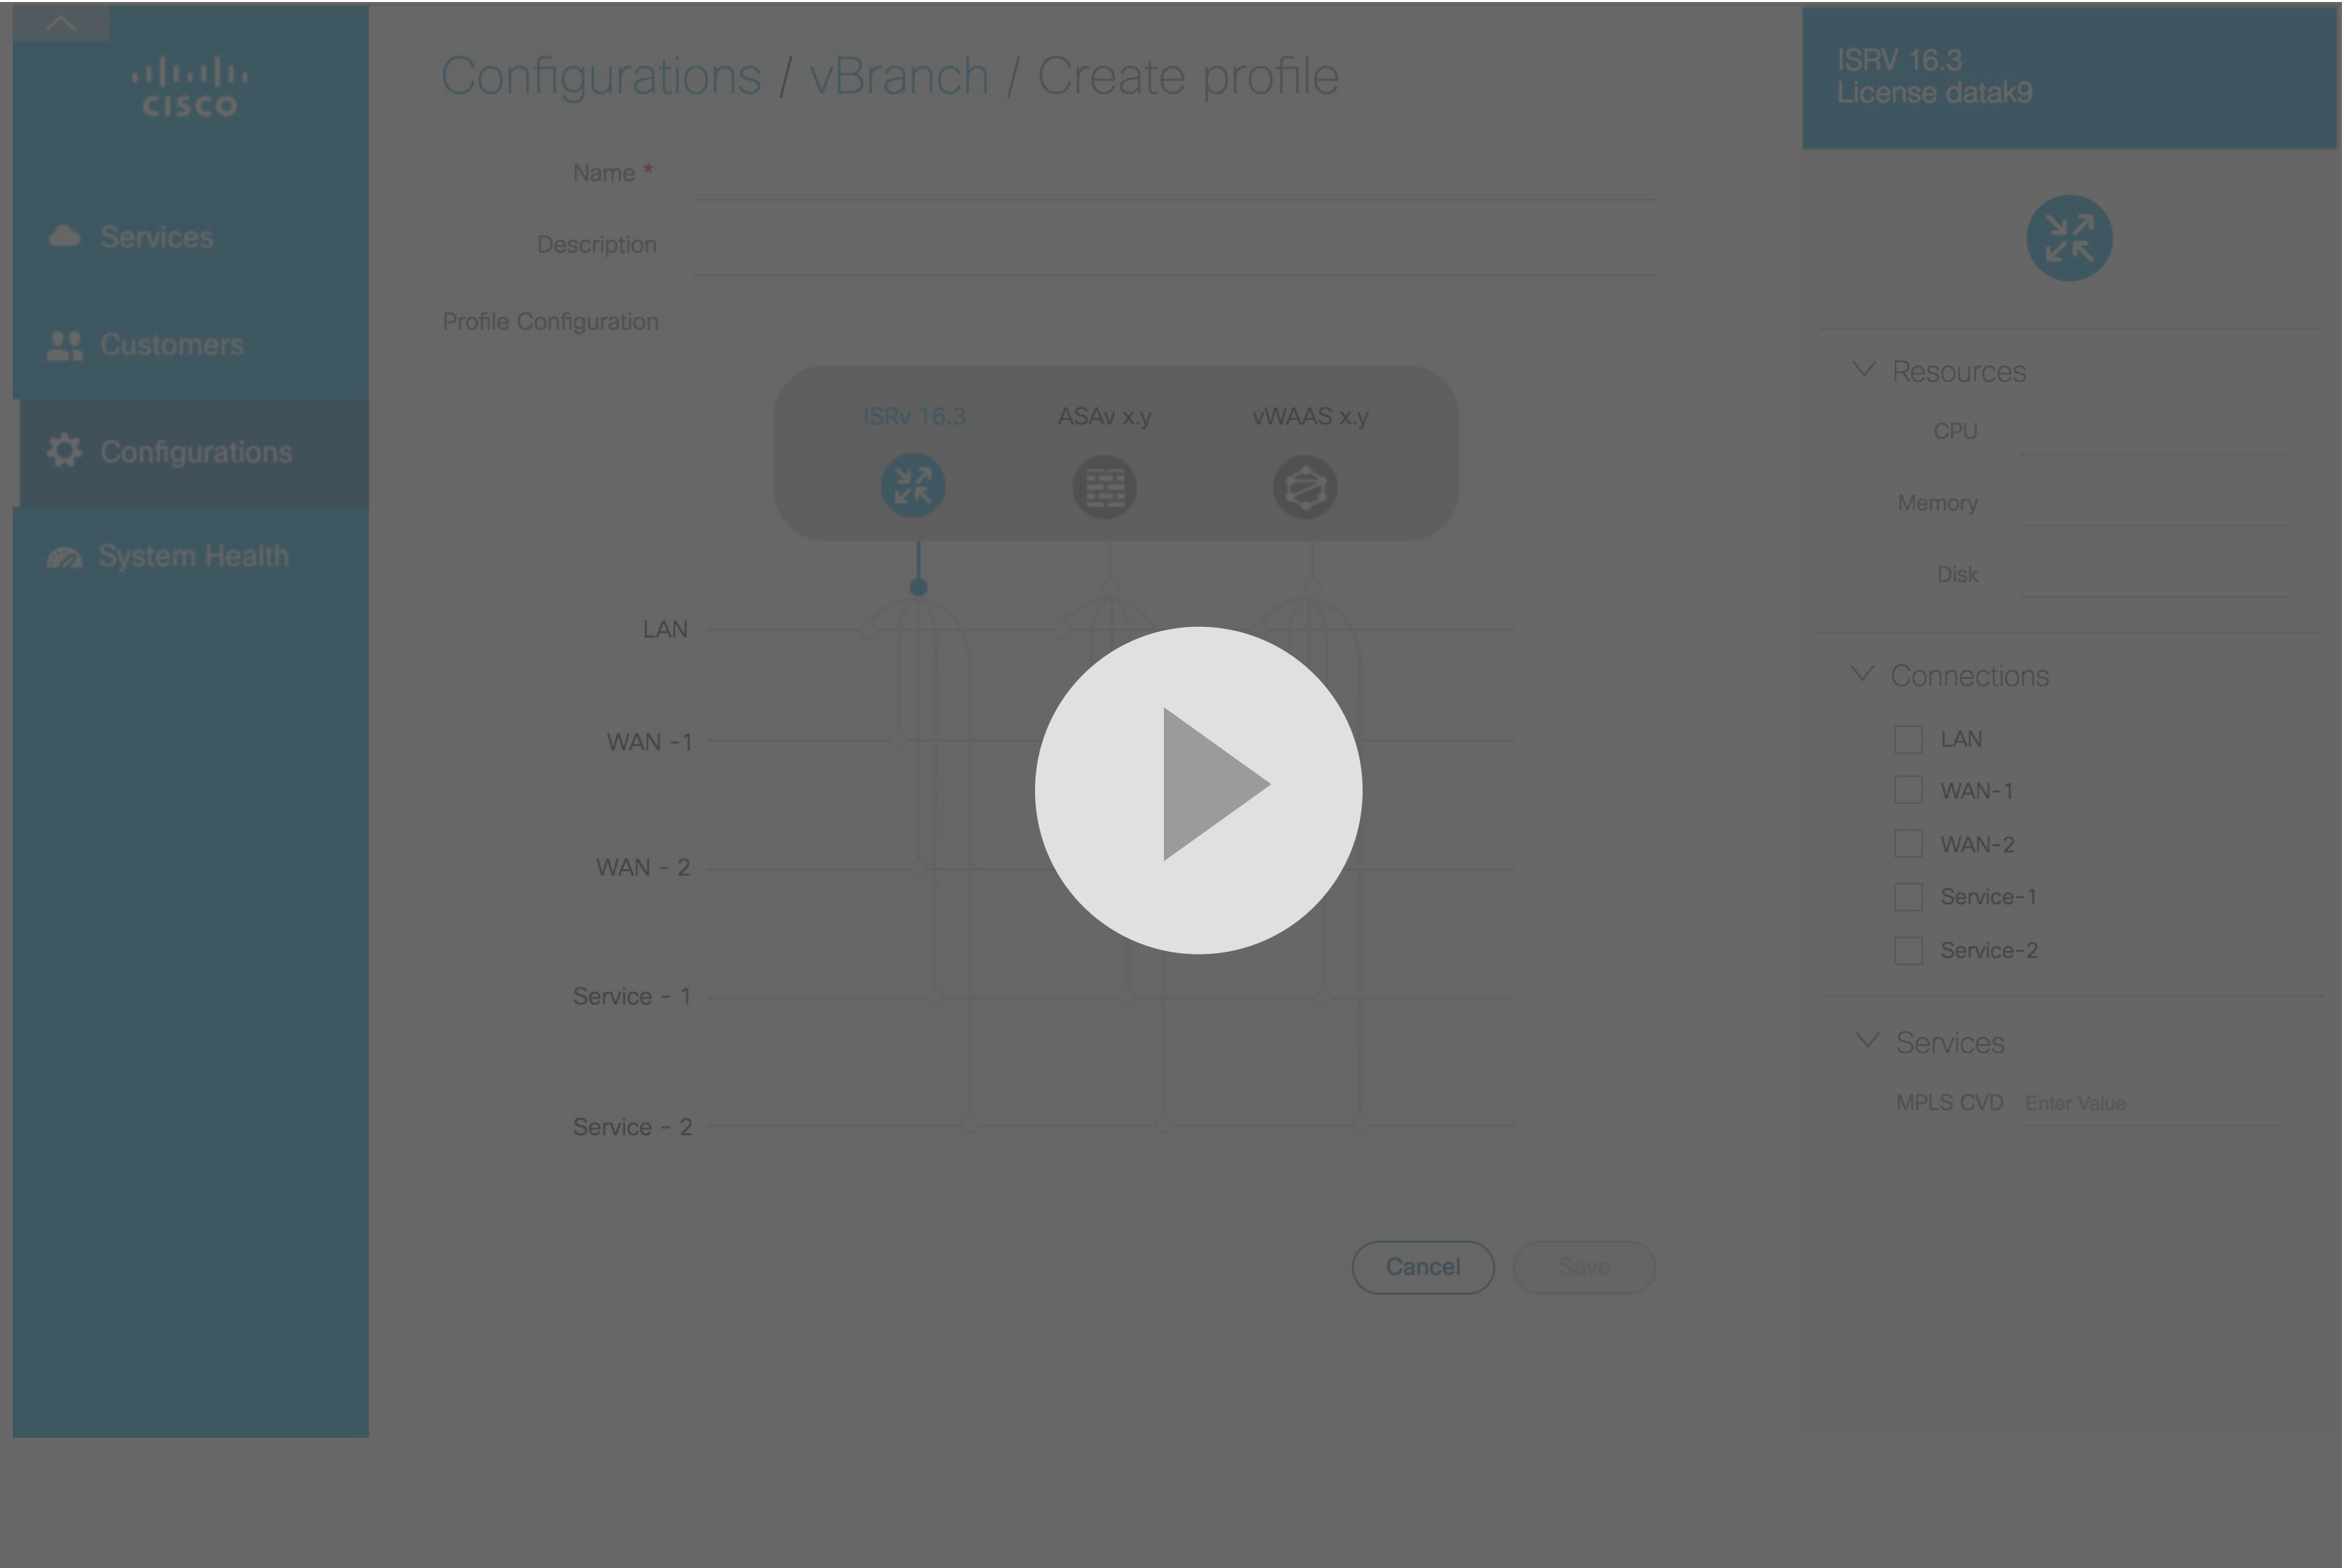 CISCO
Services
Customers
Configurations
System Health
Configurations / vBranch / Create profile
Name *
Description
Profile Configuration
ISRv 16.3
ASAv x.y
vWAAS x.y
LAN
WAN -1
WAN - 2
Service - 1
Service - 2
Cancel
Save
ISRV 16.3
License datak9
Resources
CPU
Memory
Disk
Connections
LAN
WAN-1
WAN-2
Service-1
Service-2
Services
MPLS CVD Enter Value